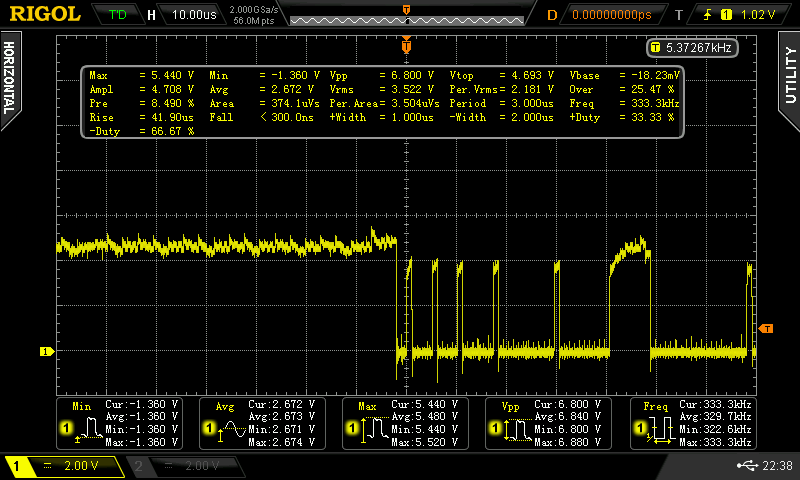 RIGOL T'D H 10.00us 2.000GSa/s 56.0M pts D 0.00000000ps T 1 1.02 V
HORIZONTAL
UTILITY
T 5.37267kHz
Max = 5.440 V Min = -1.360 V Vpp = 6.800 V Vtop = 4.693 V Vbase = -18.23mV
Ampl = 4.708 V Avg = 2.672 V Vrms = 3.522 V Per.Vrms= 2.181 V Over = 25.47 %
Pre = 8.490 % Area = 374.1uVs Per.Area= 3.504uVs Period = 3.000us Freq = 333.3kHz
Rise = 41.90us Fall <300.0ns +Width = 1.000us -Width = 2.000us +Duty = 33.33 %
-Duty = 66.67 %
T
1
T
Min
1
Cur:-1.360 V
Avg:-1.360 V
Min:-1.360 V
Max:-1.360 V
Avg
1
Cur:2.672 V
Avg:2.673 V
Min:2.671 V
Max:2.674 V
Max
1
Cur:5.440 V
Avg:5.480 V
Min:5.440 V
Max:5.520 V
Vpp
1
Cur:6.800 V
Avg:6.840 V
Min:6.800 V
Max:6.880 V
Freq
1
Cur:333.3kHz
Avg:329.7kHz
Min:322.6kHz
Max:333.3kHz
1 2.00 V 2 2.00 V 22:38